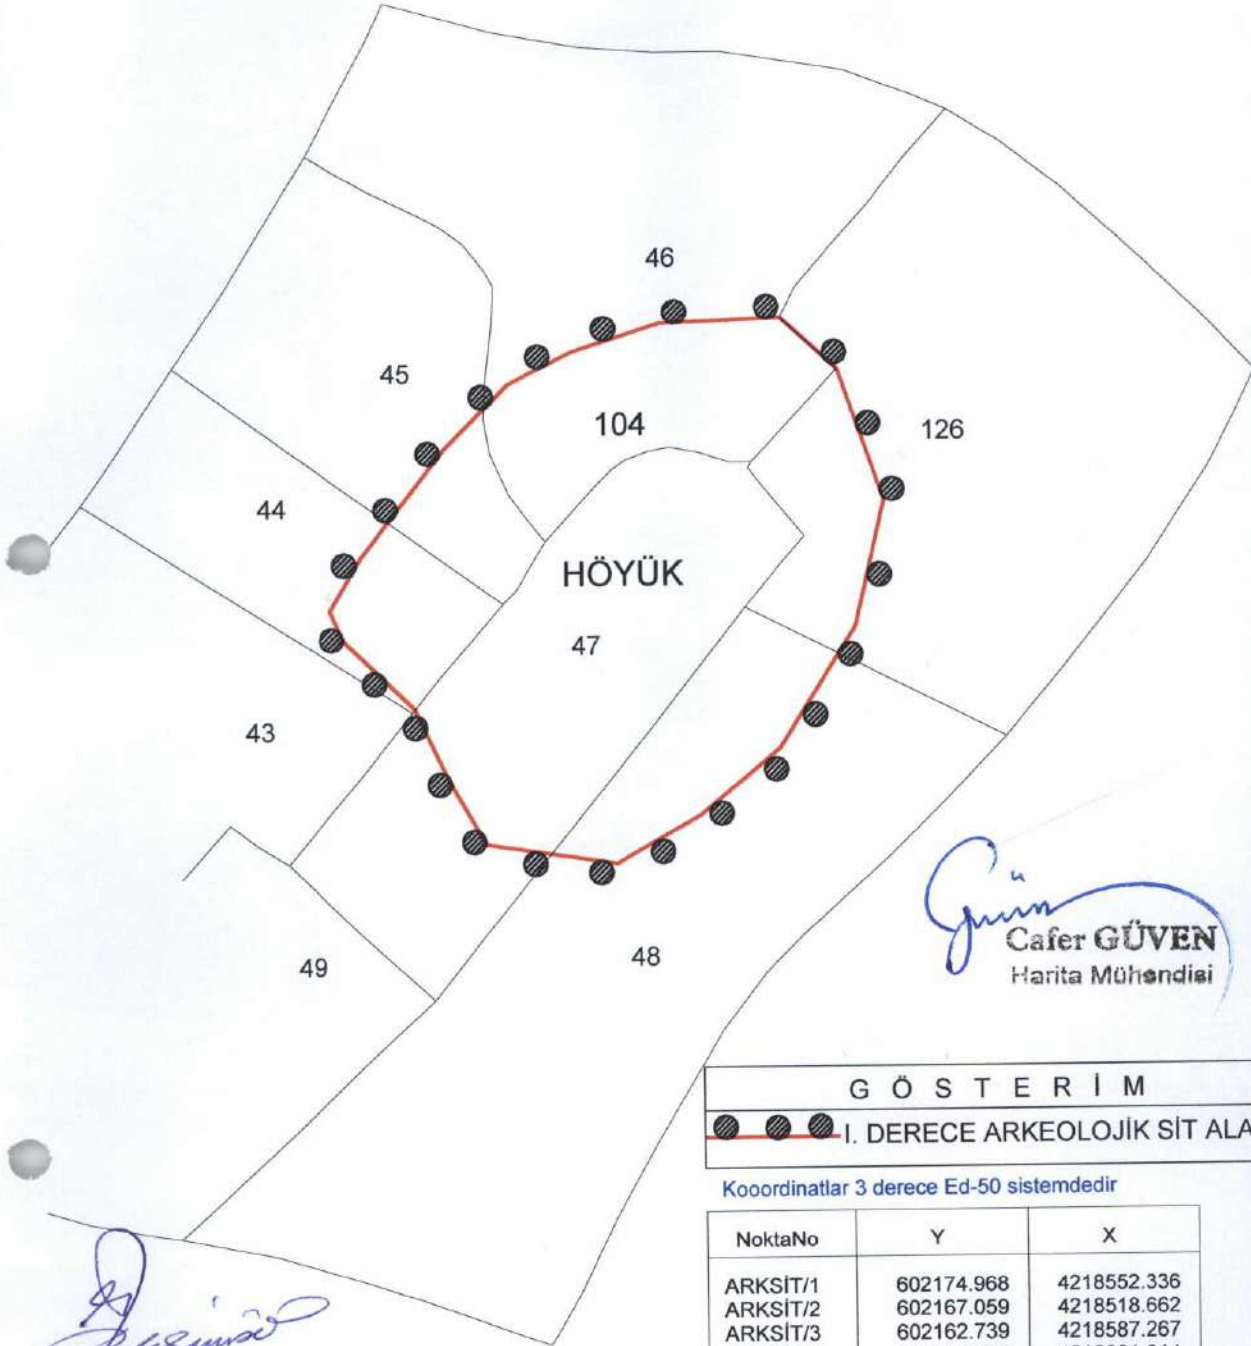 46
45
104
126
44
HÖYÜK
47
43
49
48
Cafer GÜVEN
Harita Mühendisi
GÖSTERİM
I. DERECE ARKEOLOJİK SİT ALA
Kooordinatlar 3 derece Ed-50 sistemdedir
NoktaNo Y X
ARKSİT/1 602174.968 4218552.336
ARKSİT/2 602167.059 4218518.662
ARKSİT/3 602162.739 4218587.267